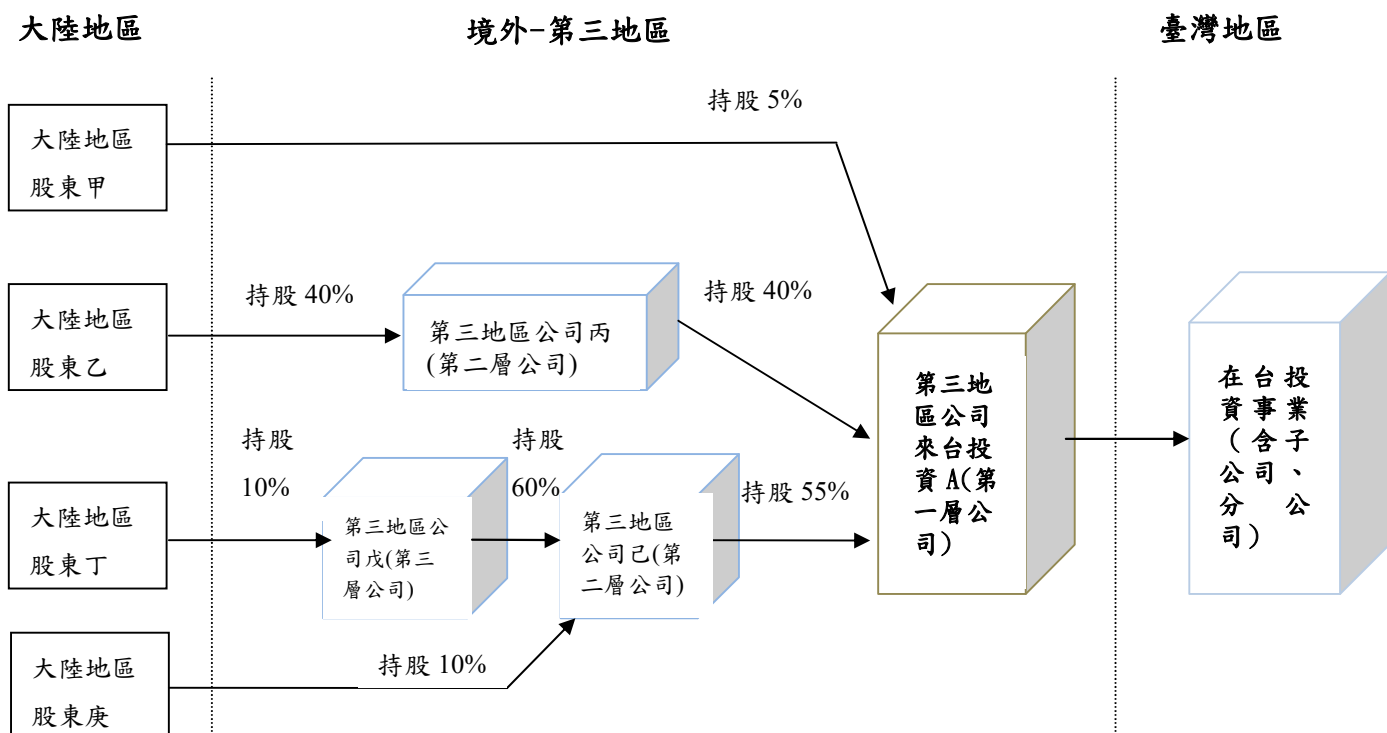 大陸地區
境外-第三地區
臺灣地區
持股 5%
大陸地區
股東甲
持股 40%
持股 40%
大陸地區
股東乙
第三地區公司丙
(第二層公司)
第三地
區公司
來台投
資 A(第
一層公
司)
在台投
資事業
(含子
公司、
分公
司)
持股
10%
持股
60%
持股 55%
大陸地區
股東丁
第三地區公
司戊(第三
層公司)
第三地區
公司己(第
二層公司)
大陸地區
股東庚
持股 10%